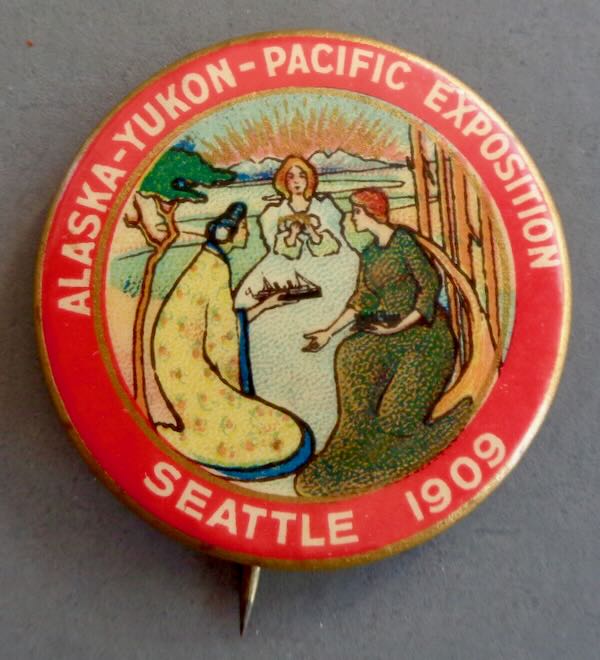 ALASKA-YUKON-PACIFIC EXPOSITION
SEATTLE 1909